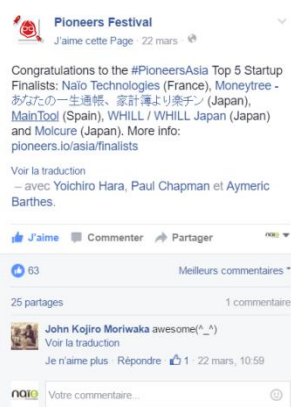 Pioneers Festival
J'aime cette Page · 22 mars ·
Congratulations to the #PioneersAsia Top 5 Startup
Finalists: Naïo Technologies (France), Moneytree -
あなたの一生通帳、家計簿より楽チン (Japan),
MainTool (Spain), WHILL / WHILL Japan (Japan)
and Molcure (Japan). More info:
pioneers.io/asia/finalists
Voir la traduction
— avec Yoichiro Hara, Paul Chapman et Aymeric
Barthes.
J'aime Commenter Partager
63 Meilleurs commentaires
25 partages 1 commentaire
John Kojiro Moriwaka awesome(^_^)
Voir la traduction
Je n'aime plus · Répondre · 1 · 22 mars, 10:59
naïo Votre commentaire...